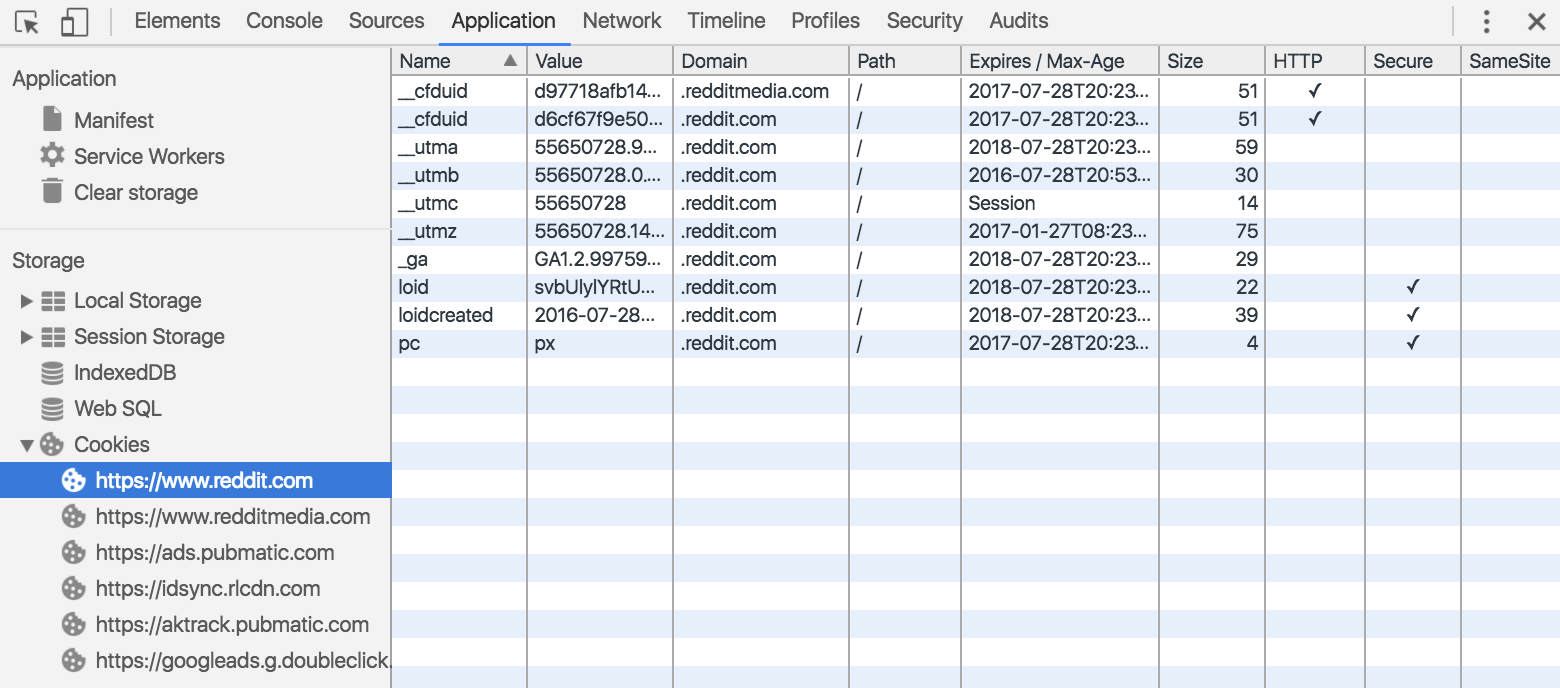 Elements Console Sources Application Network Timeline Profiles Security Audits
Application
Manifest
Service Workers
Clear storage
Storage
Local Storage
Session Storage
IndexedDB
Web SQL
Cookies
https://www.reddit.com
https://www.redditmedia.com
https://ads.pubmatic.com
https://idsync.rlcdn.com
https://aktrack.pubmatic.com
https://googleads.g.doubleclick.
Name Value Domain Path Expires / Max-Age Size HTTP Secure SameSite
__cfduid d97718afb14... .redditmedia.com / 2017-07-28T20:23... 51 ✓
__cfduid d6cf67f9e50... .reddit.com / 2017-07-28T20:23... 51 ✓
__utma 55650728.9... .reddit.com / 2018-07-28T20:23... 59
__utmb 55650728.0.... .reddit.com / 2016-07-28T20:53... 30
__utmc 55650728 .reddit.com / Session 14
__utmz 55650728.14... .reddit.com / 2017-01-27T08:23... 75
_ga GA1.2.99759... .reddit.com / 2018-07-28T20:23... 29
loid svbUlylYRtU... .reddit.com / 2018-07-28T20:23... 22 ✓
loidcreated 2016-07-28... .reddit.com / 2018-07-28T20:23... 39 ✓
pc px .reddit.com / 2017-07-28T20:23... 4 ✓